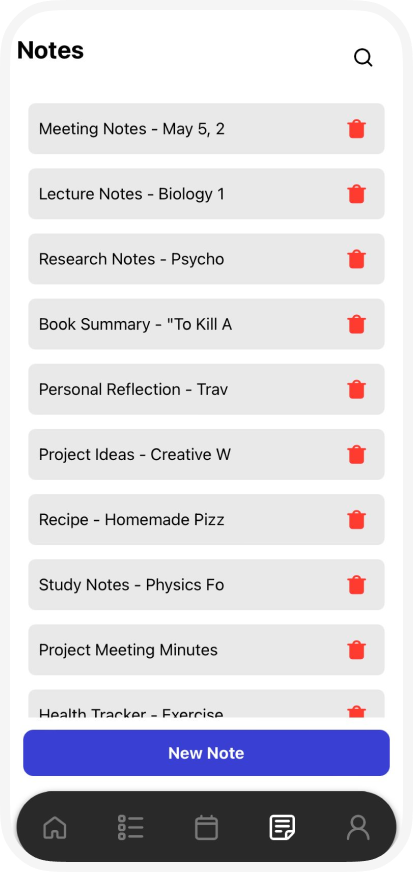 Notes
Meeting Notes - May 5, 2
Lecture Notes - Biology 1
Research Notes - Psycho
Book Summary - "To Kill A
Personal Reflection - Trav
Project Ideas - Creative W
Recipe - Homemade Pizz
Study Notes - Physics Fo
Project Meeting Minutes
Health Tracker - Exercise
New Note